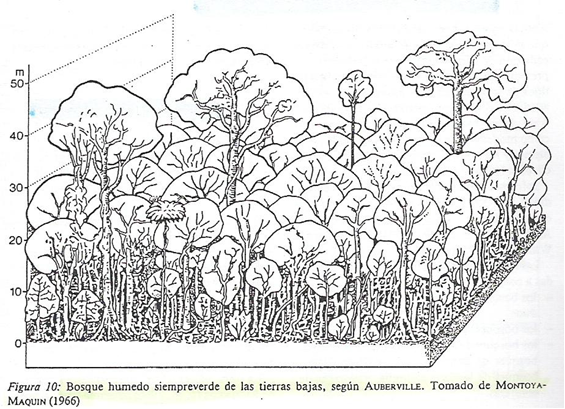 m
50
40
30
20
10
0
Figura 10: Bosque humedo siempreverde de las tierras bajas, según AUBERVILLE. Tomado de MONTOYA-
MAQUIN (1966)